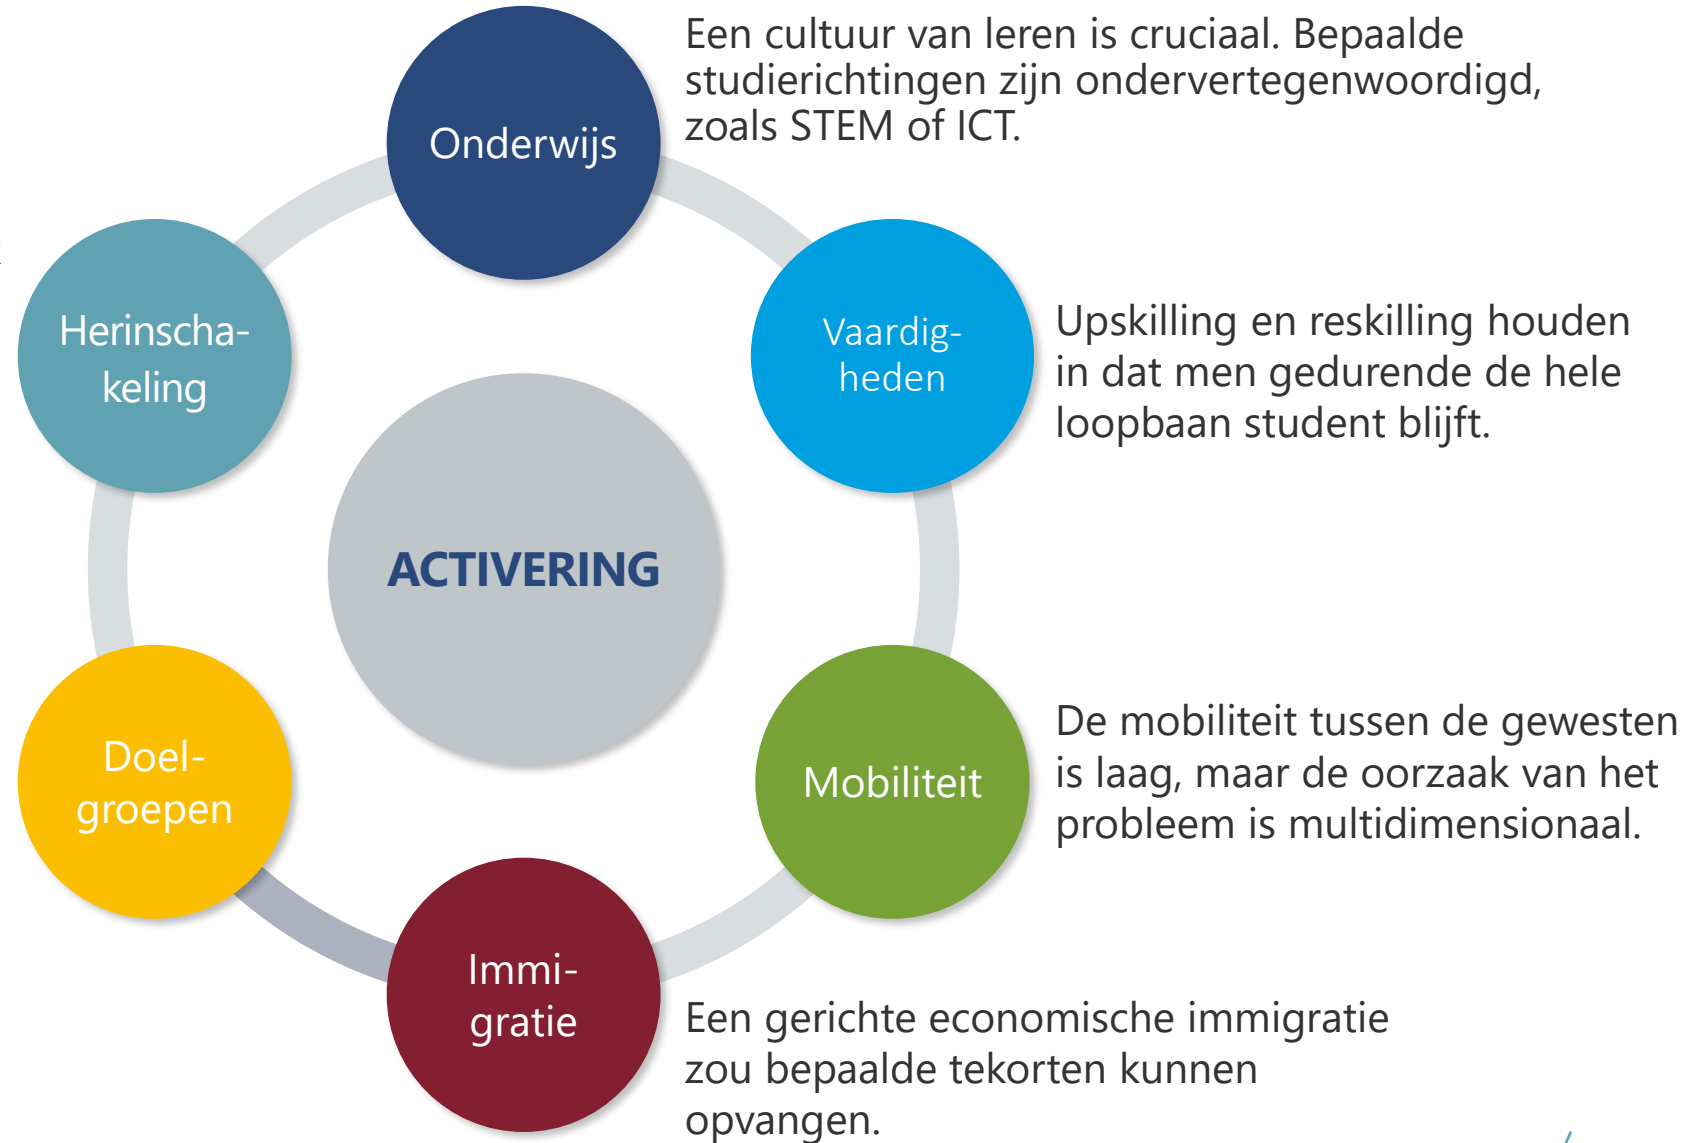 Een cultuur van leren is cruciaal. Bepaalde
studierichtingen zijn ondervertegenwoordigd,
zoals STEM of ICT.
Onderwijs
Herinscha-
keling
Vaardig-
heden
Upskilling en reskilling houden
in dat men gedurende de hele
loopbaan student blijft.
ACTIVERING
Doel-
groepen
Mobiliteit
De mobiliteit tussen de gewesten
is laag, maar de oorzaak van het
probleem is multidimensionaal.
Immi-
gratie
Een gerichte economische immigratie
zou bepaalde tekorten kunnen
opvangen.